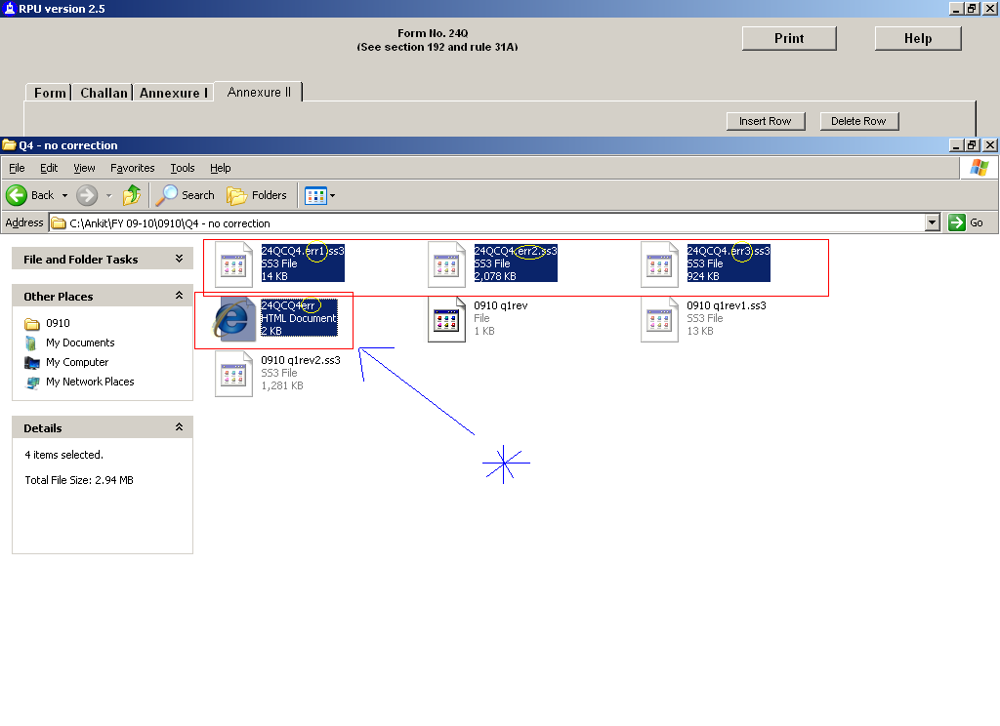 RPU version 2.5
Form No. 24Q
(See section 192 and rule 31A)
Print
Help
Form
Challan
Annexure I
Annexure II
Insert Row
Delete Row
Q4 - no correction
File Edit View Favorites Tools Help
Back
Search
Folders
Address
C:\Ankit\FY 09-10\0910\Q4 - no correction
Go
File and Folder Tasks
Other Places
0910
My Documents
My Computer
My Network Places
Details
4 items selected.
Total File Size: 2.94 MB
24QCQ4.err1.ss3
SS3 File
14 KB
24QCQ4.err2.ss3
SS3 File
2,078 KB
24QCQ4.err3.ss3
SS3 File
924 KB
24QCQ4err
HTML Document
2 KB
0910 q1rev
File
1 KB
0910 q1rev1.ss3
SS3 File
13 KB
0910 q1rev2.ss3
SS3 File
1,281 KB